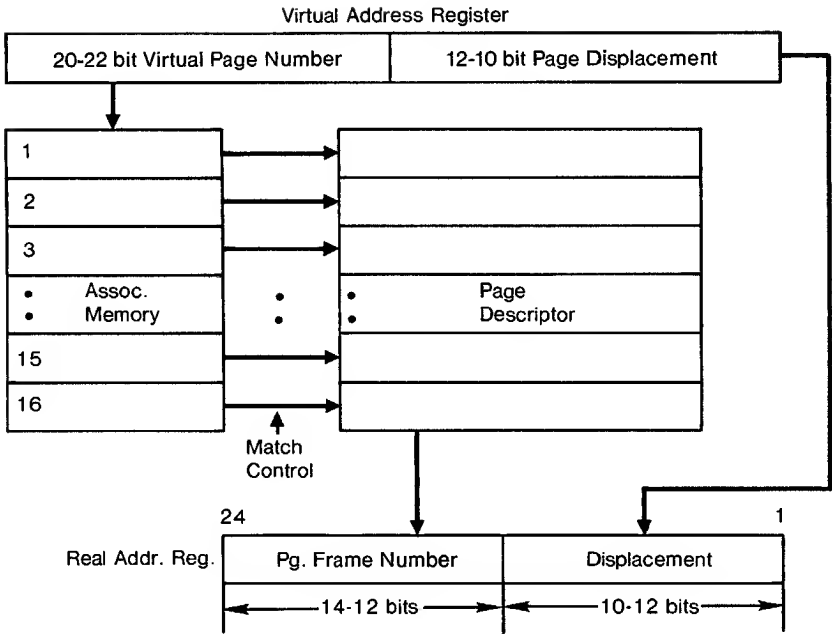 Virtual Address Register
20-22 bit Virtual Page Number
12-10 bit Page Displacement
1
2
3
• Assoc.
• Memory
•
•
• Page
• Descriptor
15
16
Match
Control
24
1
Real Addr. Reg.
Pg. Frame Number
Displacement
14-12 bits
10-12 bits